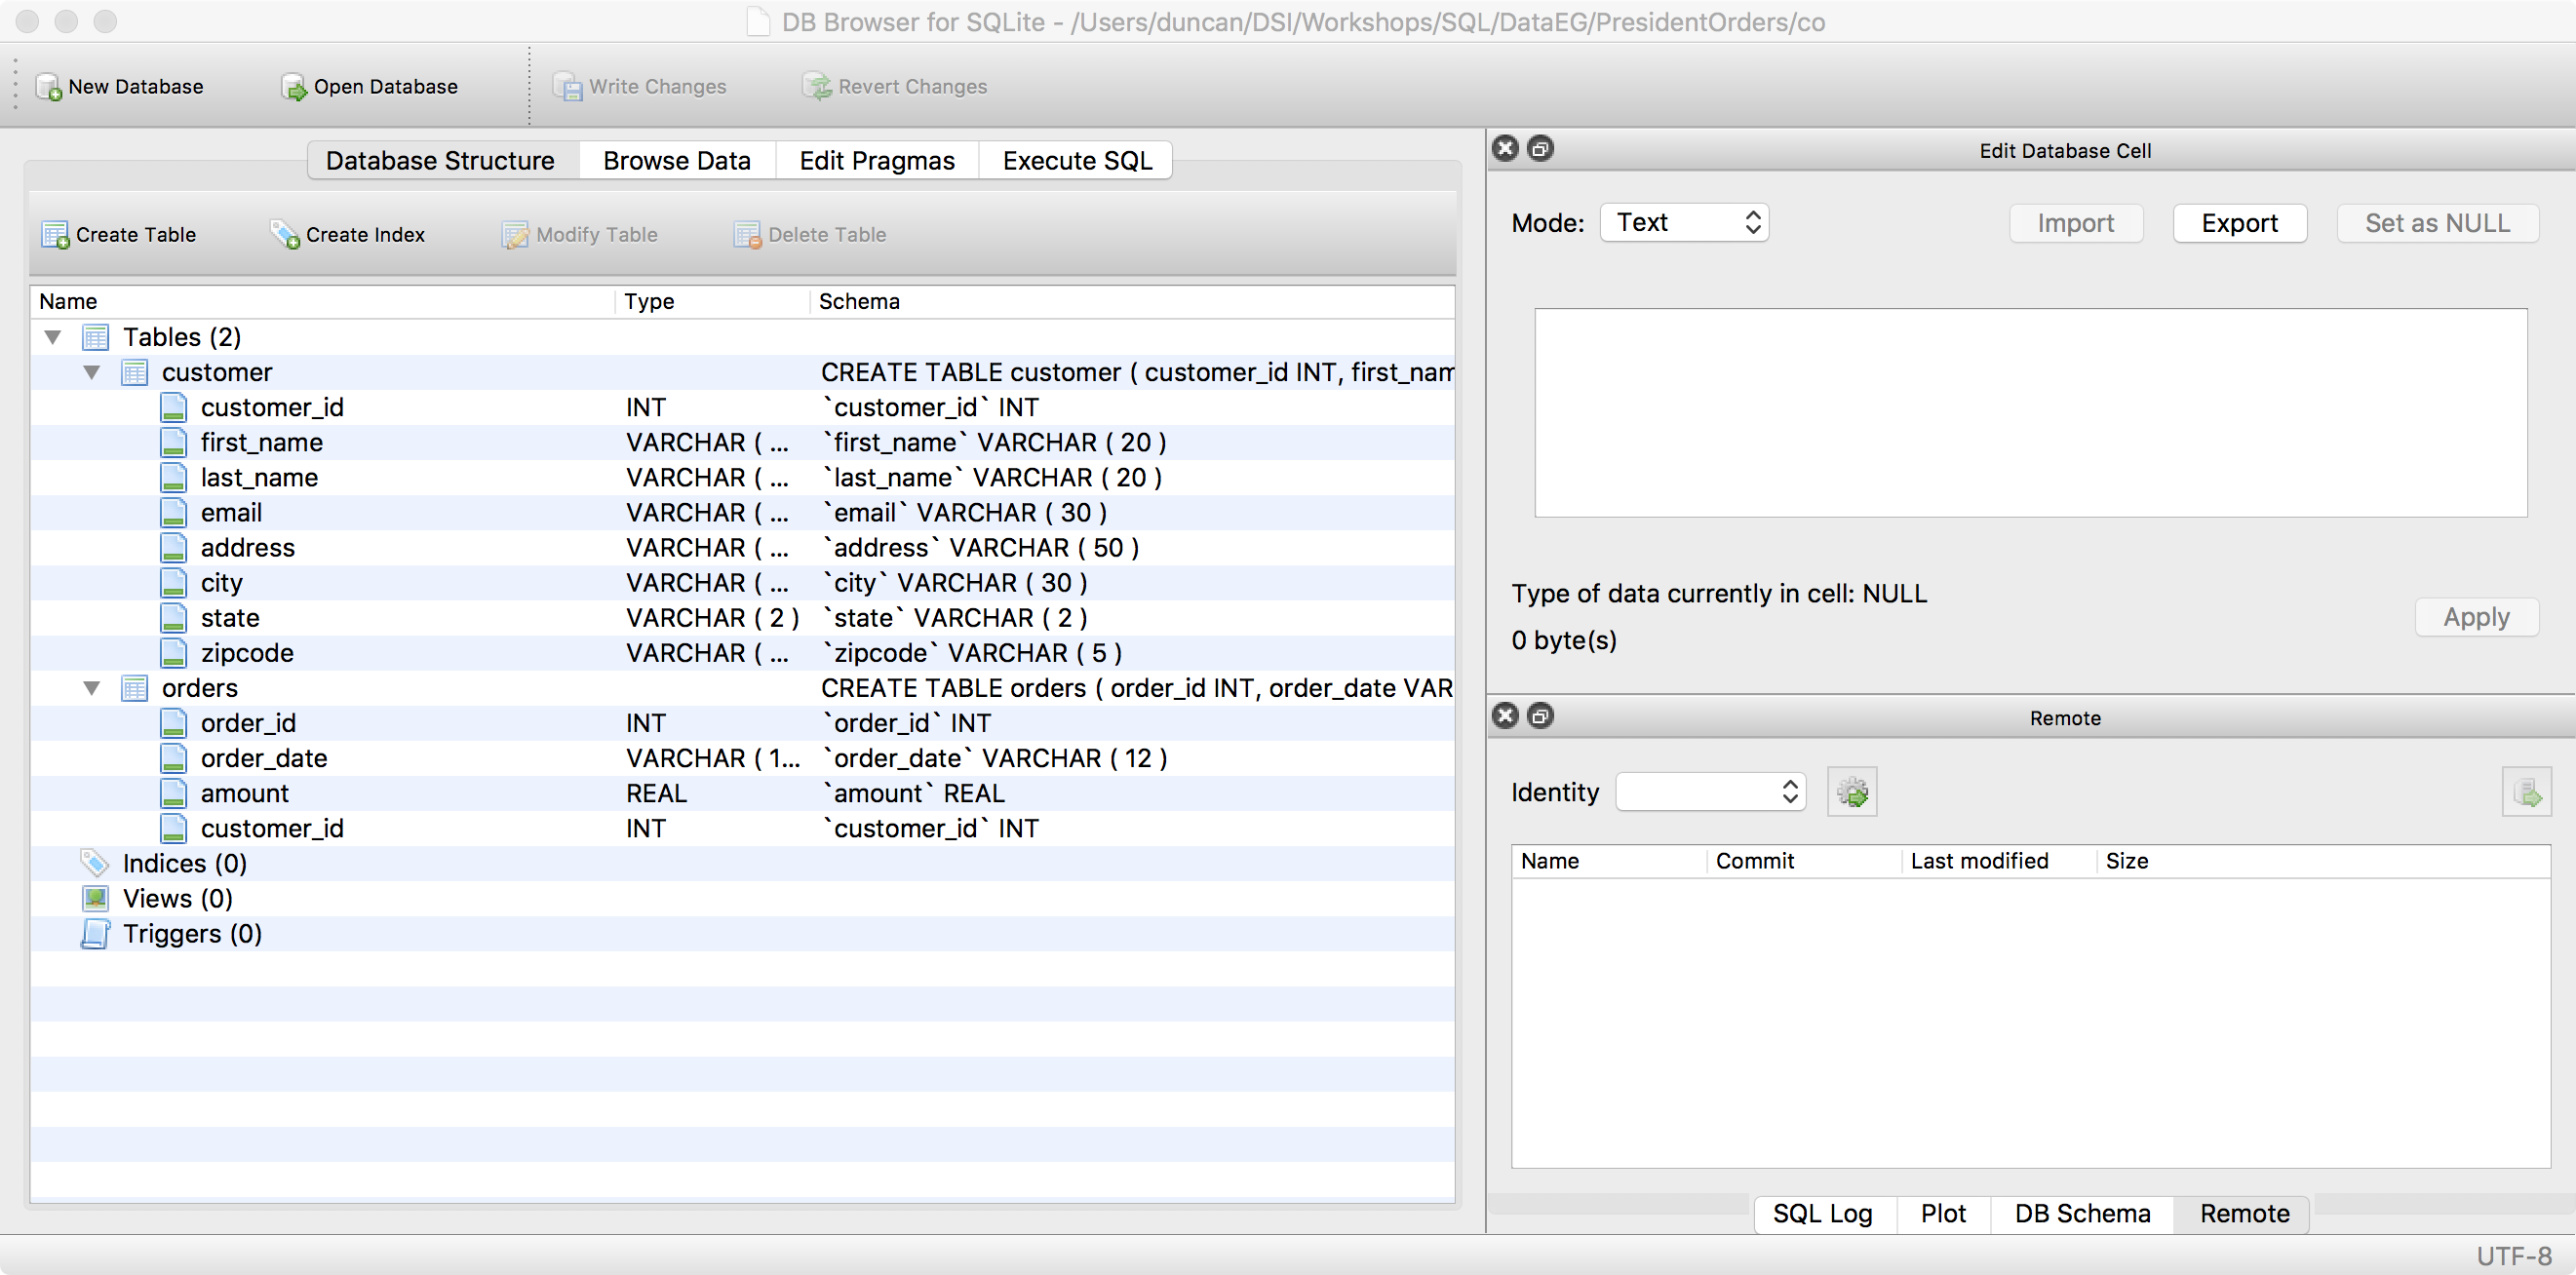 DB Browser for SQLite - /Users/duncan/DSI/Workshops/SQL/DataEG/PresidentOrders/co
New Database Open Database Write Changes Revert Changes
Database Structure Browse Data Edit Pragmas Execute SQL
Create Table Create Index Modify Table Delete Table
Name Type Schema
Tables (2)
customer CREATE TABLE customer ( customer_id INT, first_nam
customer_id INT `customer_id` INT
first_name VARCHAR ( ... `first_name` VARCHAR ( 20 )
last_name VARCHAR ( ... `last_name` VARCHAR ( 20 )
email VARCHAR ( ... `email` VARCHAR ( 30 )
address VARCHAR ( ... `address` VARCHAR ( 50 )
city VARCHAR ( ... `city` VARCHAR ( 30 )
state VARCHAR ( 2 ) `state` VARCHAR ( 2 )
zipcode VARCHAR ( ... `zipcode` VARCHAR ( 5 )
orders CREATE TABLE orders ( order_id INT, order_date VAR
order_id INT `order_id` INT
order_date VARCHAR ( 1... `order_date` VARCHAR ( 12 )
amount REAL `amount` REAL
customer_id INT `customer_id` INT
Indices (0)
Views (0)
Triggers (0)
Edit Database Cell
Mode: Text Import Export Set as NULL
Type of data currently in cell: NULL
0 byte(s)
Apply
Remote
Identity
Name Commit Last modified Size
SQL Log Plot DB Schema Remote
UTF-8